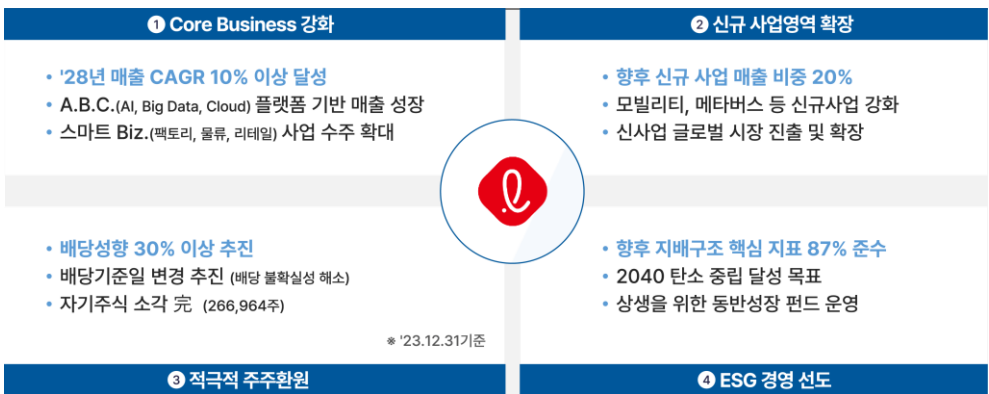 ❶ Core Business 강화
• '28년 매출 CAGR 10% 이상 달성
• A.B.C.(AI, Big Data, Cloud) 플랫폼 기반 매출 성장
• 스마트 Biz.(팩토리, 물류, 리테일) 사업 수주 확대
❷ 신규 사업영역 확장
• 향후 신규 사업 매출 비중 20%
• 모빌리티, 메타버스 등 신규사업 강화
• 신사업 글로벌 시장 진출 및 확장
• 배당성향 30% 이상 추진
• 배당기준일 변경 추진 (배당 불확실성 해소)
• 자기주식 소각 完 (266,964주)
※ '23.12.31기준
❸ 적극적 주주환원
• 향후 지배구조 핵심 지표 87% 준수
• 2040 탄소 중립 달성 목표
• 상생을 위한 동반성장 펀드 운영
❹ ESG 경영 선도